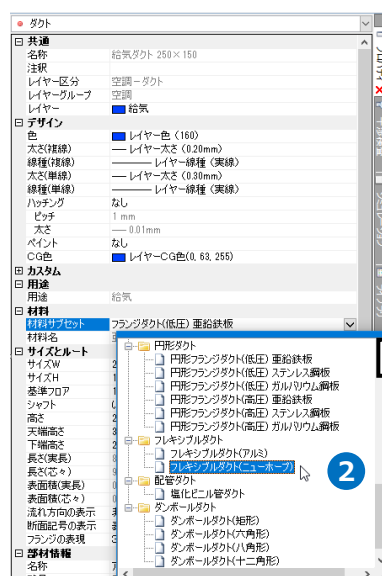 ダクト
共通
名称 給気ダクト 250×150
注釈
レイヤー区分 空調－ダクト
レイヤーグループ 空調
レイヤー 給気
デザイン
色 レイヤー色（160）
太さ(複線) レイヤー太さ（0.20mm）
線種(複線) レイヤー線種（実線）
太さ(単線) レイヤー太さ（0.30mm）
線種(単線) レイヤー線種（実線）
ハッチング なし
ピッチ 1 mm
太さ 0.01mm
ペイント なし
CG色 レイヤーCG色(0, 63, 255)
カスタム
用途
用途 給気
材料
材料サブセット フランジダクト(低圧) 亜鉛鉄板
材料名
サイズとルート
サイズW
サイズH
基準フロア
シャフト
高さ
天端高さ
下端高さ
長さ(実長)
長さ(芯々)
表面積(実長)
表面積(芯々)
流れ方向の表示
断面記号の表示
フランジの表現
部材情報
名称
円形ダクト
円形フランジダクト(低圧) 亜鉛鉄板
円形フランジダクト(低圧) ステンレス鋼板
円形フランジダクト(低圧) ガルバリウム鋼板
円形フランジダクト(高圧) 亜鉛鉄板
円形フランジダクト(高圧) ステンレス鋼板
円形フランジダクト(高圧) ガルバリウム鋼板
フレキシブルダクト
フレキシブルダクト(アルミ)
フレキシブルダクト(ニューホープ)
配管ダクト
塩化ビニル管ダクト
ダンボールダクト
ダンボールダクト(矩形)
ダンボールダクト(六角形)
ダンボールダクト(八角形)
ダンボールダクト(十二角形)
2
プロパティ